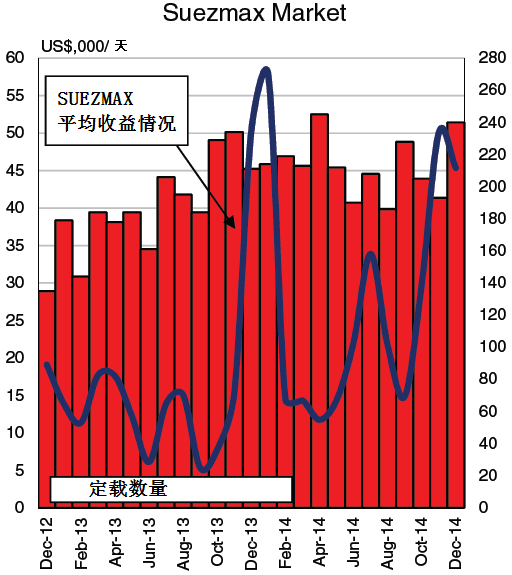 Suezmax Market
US$,000/ 天
60
55
50
45
40
35
30
25
20
15
10
5
0
280
260
240
220
200
180
160
140
120
100
80
60
40
20
0
SUEZMAX
平均收益情况
定载数量
Dec-12
Feb-13
Apr-13
Jun-13
Aug-13
Oct-13
Dec-13
Feb-14
Apr-14
Jun-14
Aug-14
Oct-14
Dec-14